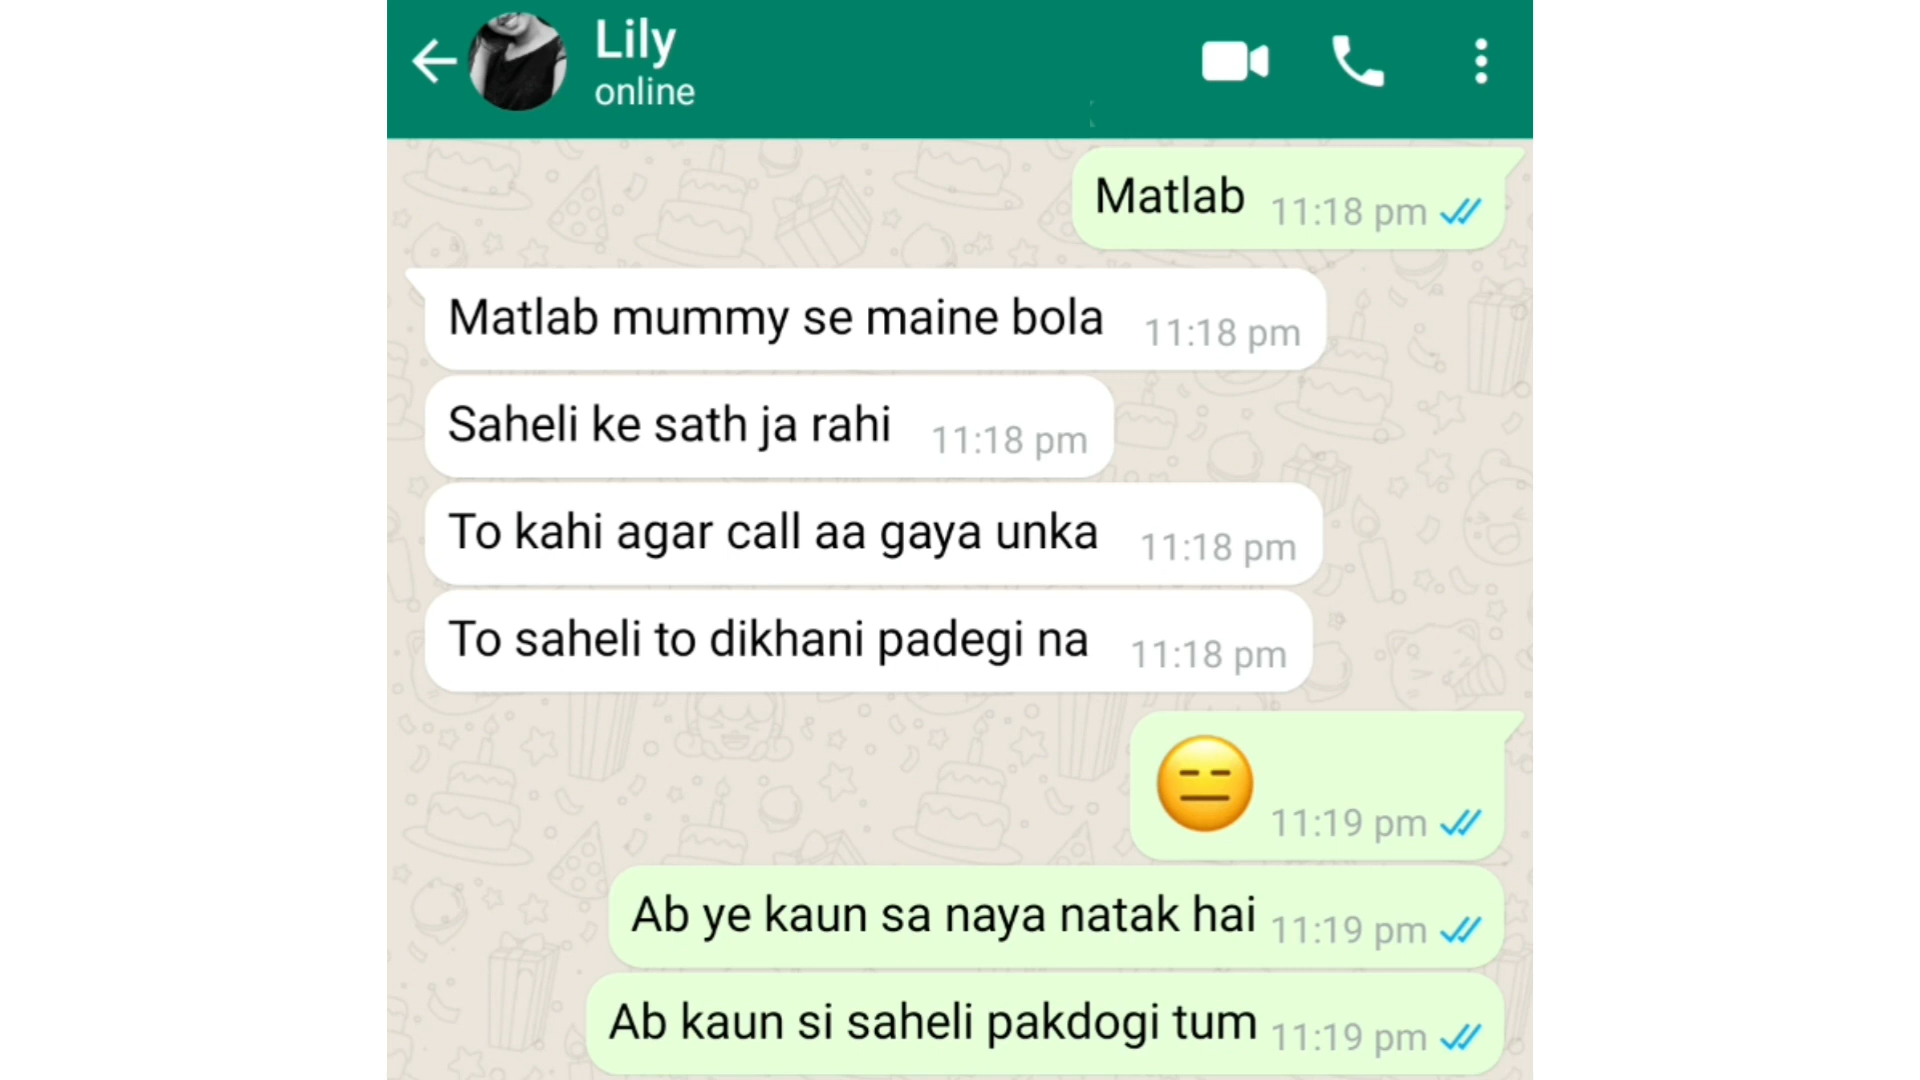 Lily
online
Matlab 11:18 pm
Matlab mummy se maine bola 11:18 pm
Saheli ke sath ja rahi 11:18 pm
To kahi agar call aa gaya unka 11:18 pm
To saheli to dikhani padegi na 11:18 pm
😑 11:19 pm
Ab ye kaun sa naya natak hai 11:19 pm
Ab kaun si saheli pakdogi tum 11:19 pm